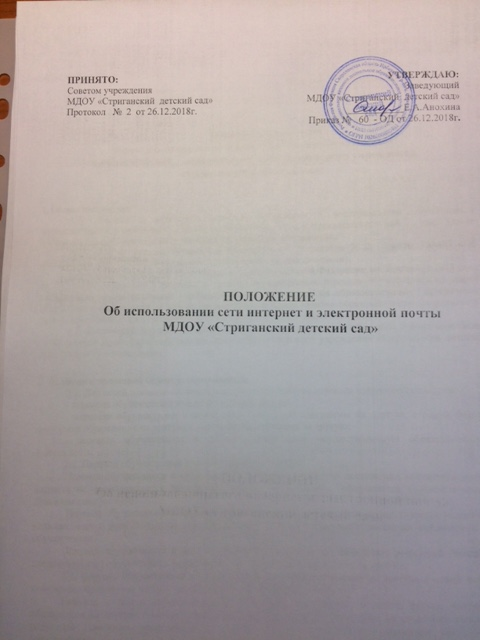 ПРИНЯТО:
Советом учреждения
МДОУ «Стриганский детский сад»
Протокол № 2 от 26.12.2018г.
УТВЕРЖДАЮ:
Заведующий
МДОУ «Стриганский детский сад»
Е.А.Анохина
Приказ № 60 - ОД от 26.12.2018г.
ПОЛОЖЕНИЕ
Об использовании сети интернет и электронной почты
МДОУ «Стриганский детский сад»